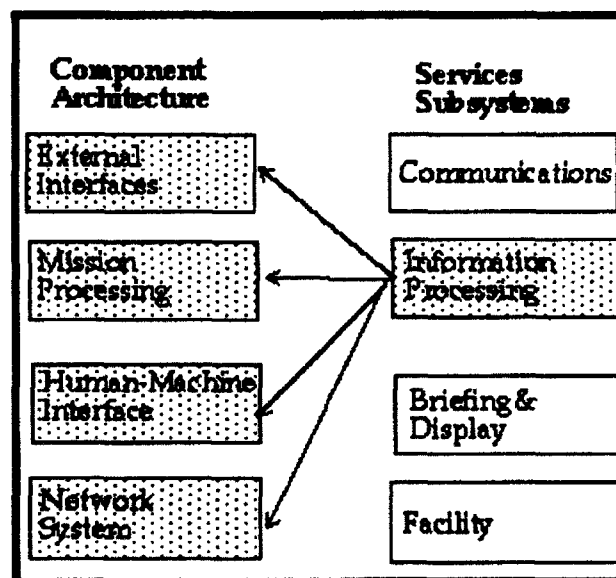 Component
Architecture
External
Interfaces
Mission
Processing
Human-Machine
Interface
Network
System
Services
Subsystems
Communications
Information
Processing
Briefing &
Display
Facility